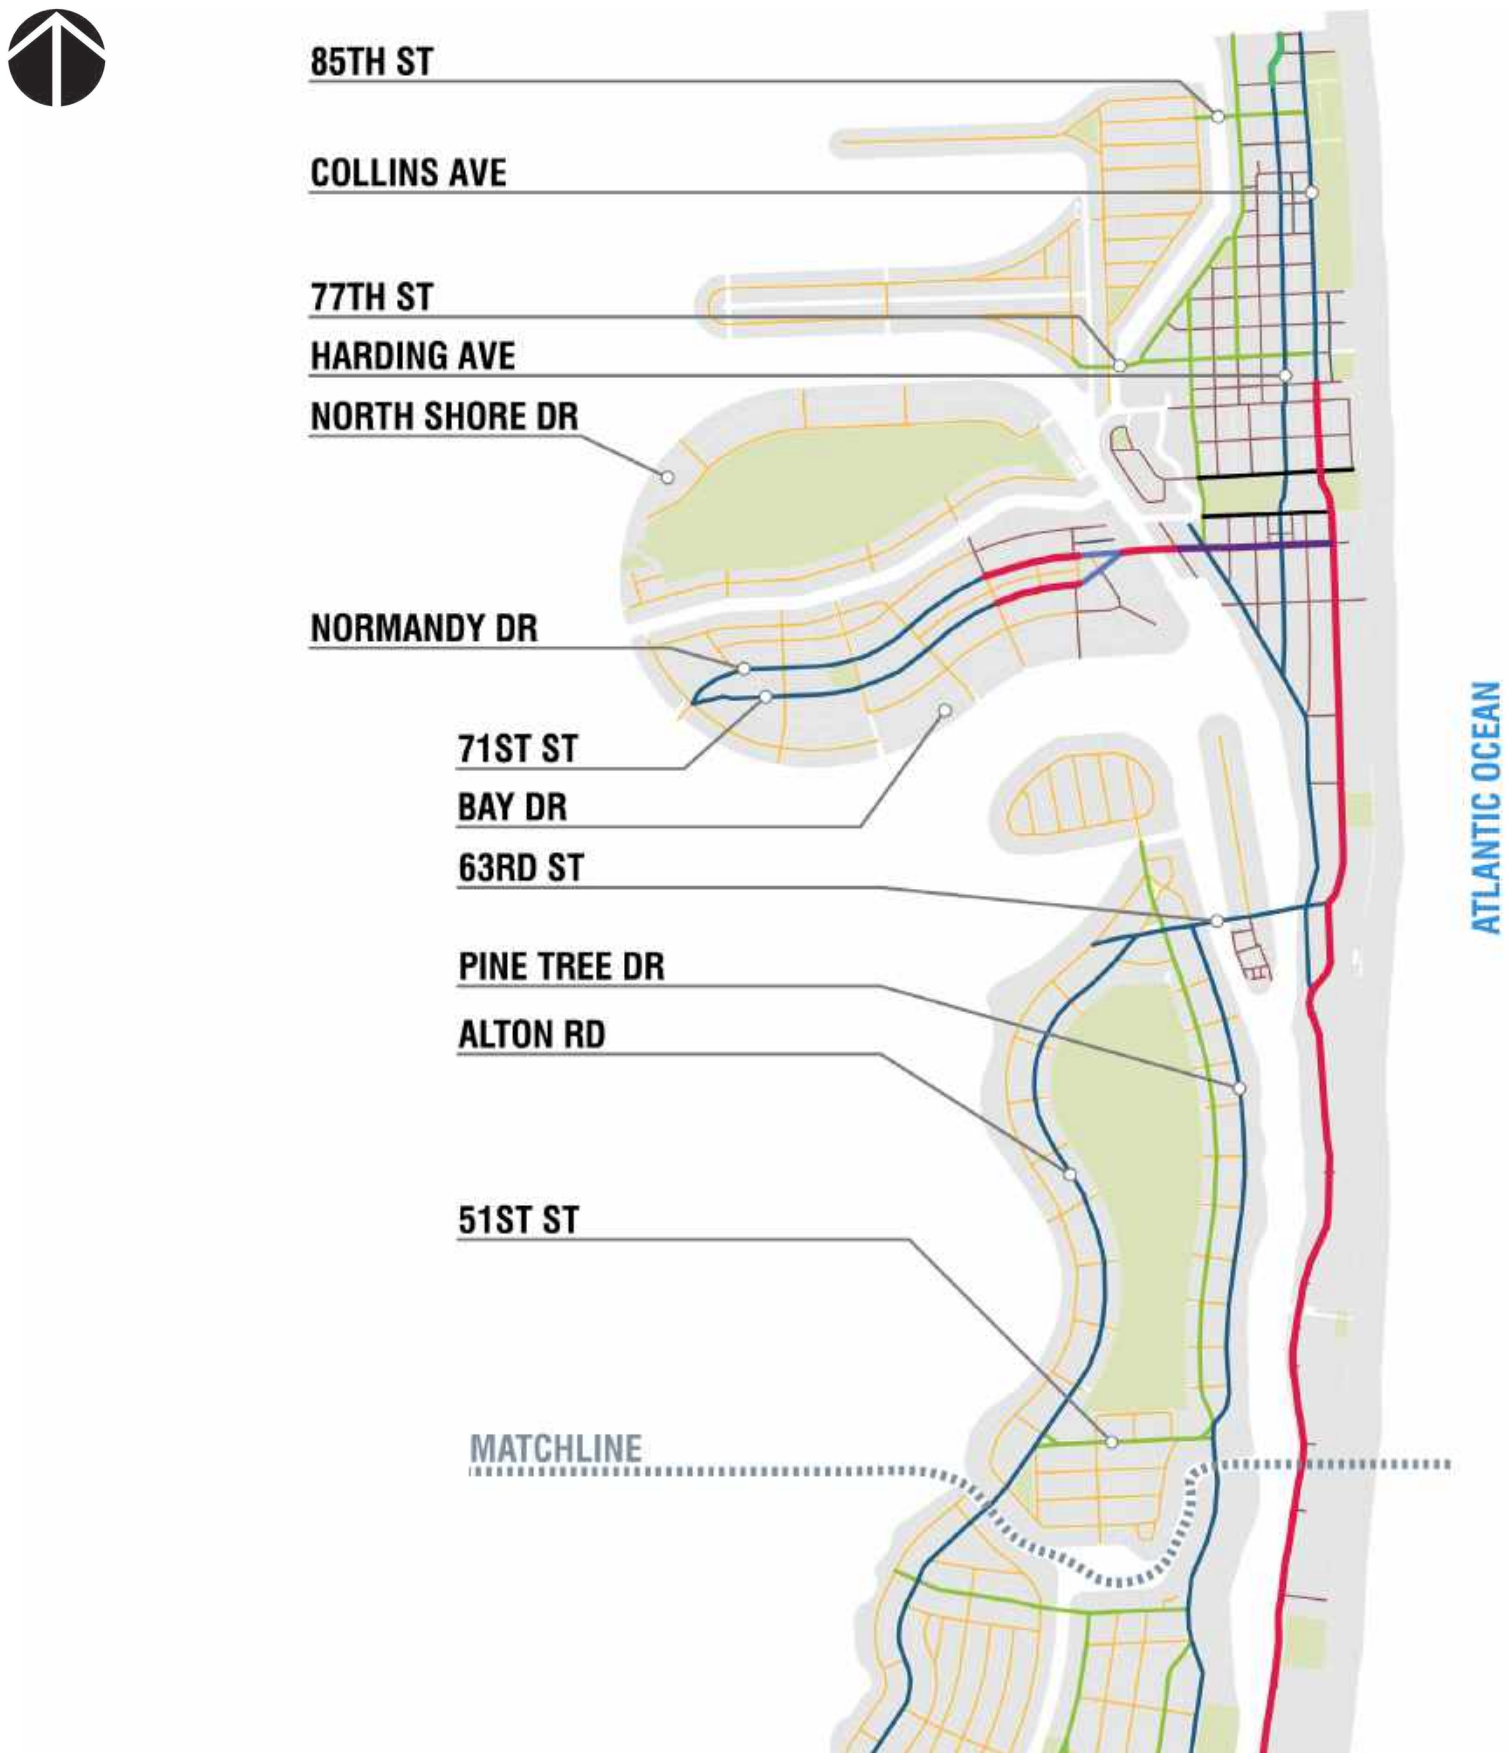 85TH ST
COLLINS AVE
77TH ST
HARDING AVE
NORTH SHORE DR
NORMANDY DR
71ST ST
BAY DR
63RD ST
PINE TREE DR
ALTON RD
51ST ST
MATCHLINE
ATLANTIC OCEAN